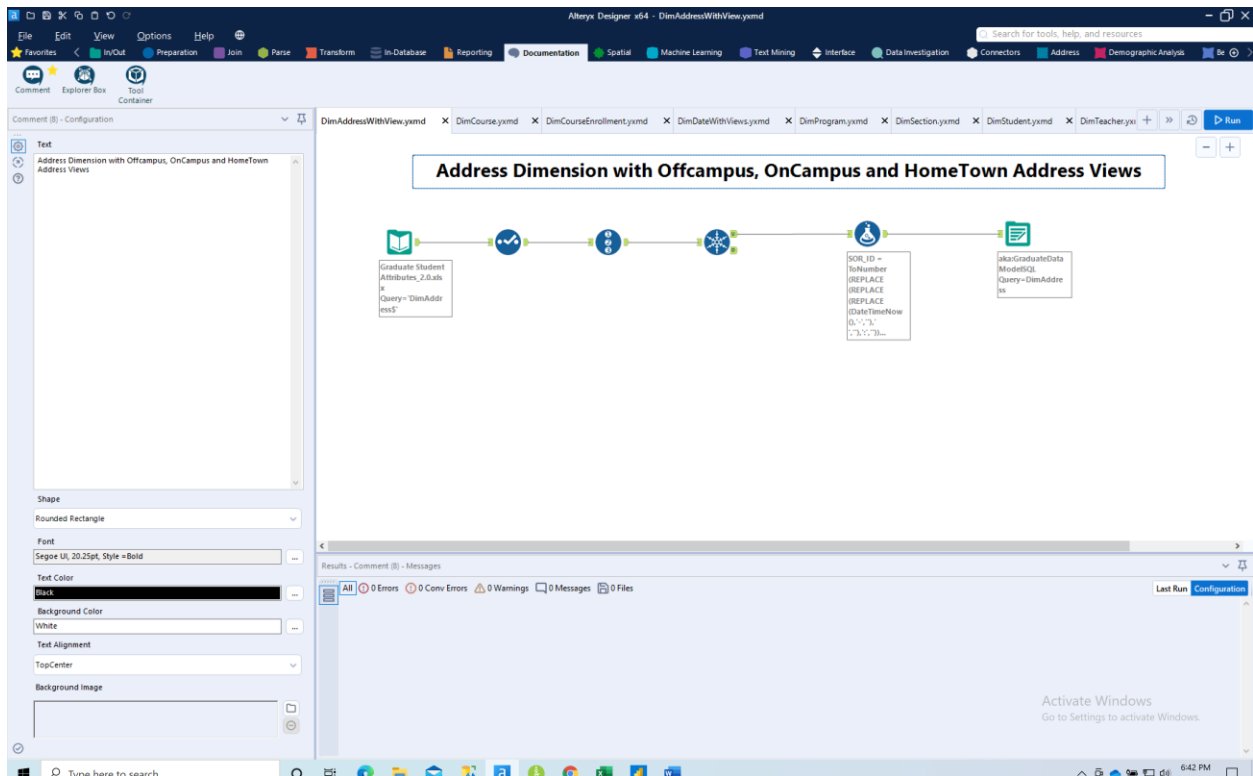 Alteryx Designer x64 - DimAddressWithView.yxmd
File Edit View Options Help
Search for tools, help, and resources
Favorites In/Out Preparation Join Parse Transform In-Database Reporting Documentation Spatial Machine Learning Text Mining Interface Data Investigation Connectors Address Demographic Analysis Be
Comment Explorer Box Tool
Container
Comment (8) - Configuration
DimAddressWithView.yxmd DimCourse.yxmd DimCourseEnrollment.yxmd DimDateWithViews.yxmd DimProgram.yxmd DimSection.yxmd DimStudent.yxmd DimTeacher.yx Run
Text
Address Dimension with Offcampus, OnCampus and HomeTown
Address Views
Address Dimension with Offcampus, OnCampus and HomeTown Address Views
Graduate Student
Attributes_2.0.xls
x
Query='DimAddr
ess$'
SOR_ID =
ToNumber
(REPLACE
(REPLACE
(REPLACE
(DateTimeNow
(),'-',''),'
',''),':',''))...
aka:GraduateData
ModelSQL
Query=DimAddre
ss
Shape
Rounded Rectangle
Font
Segoe UI, 20.25pt, Style =Bold
...
Text Color
Black
...
Background Color
White
...
Text Alignment
TopCenter
Background Image
Results - Comment (8) - Messages
All 0 Errors 0 Conv Errors 0 Warnings 0 Messages 0 Files
Last Run Configuration
Activate Windows
Go to Settings to activate Windows.
Type here to search
6:42 PM